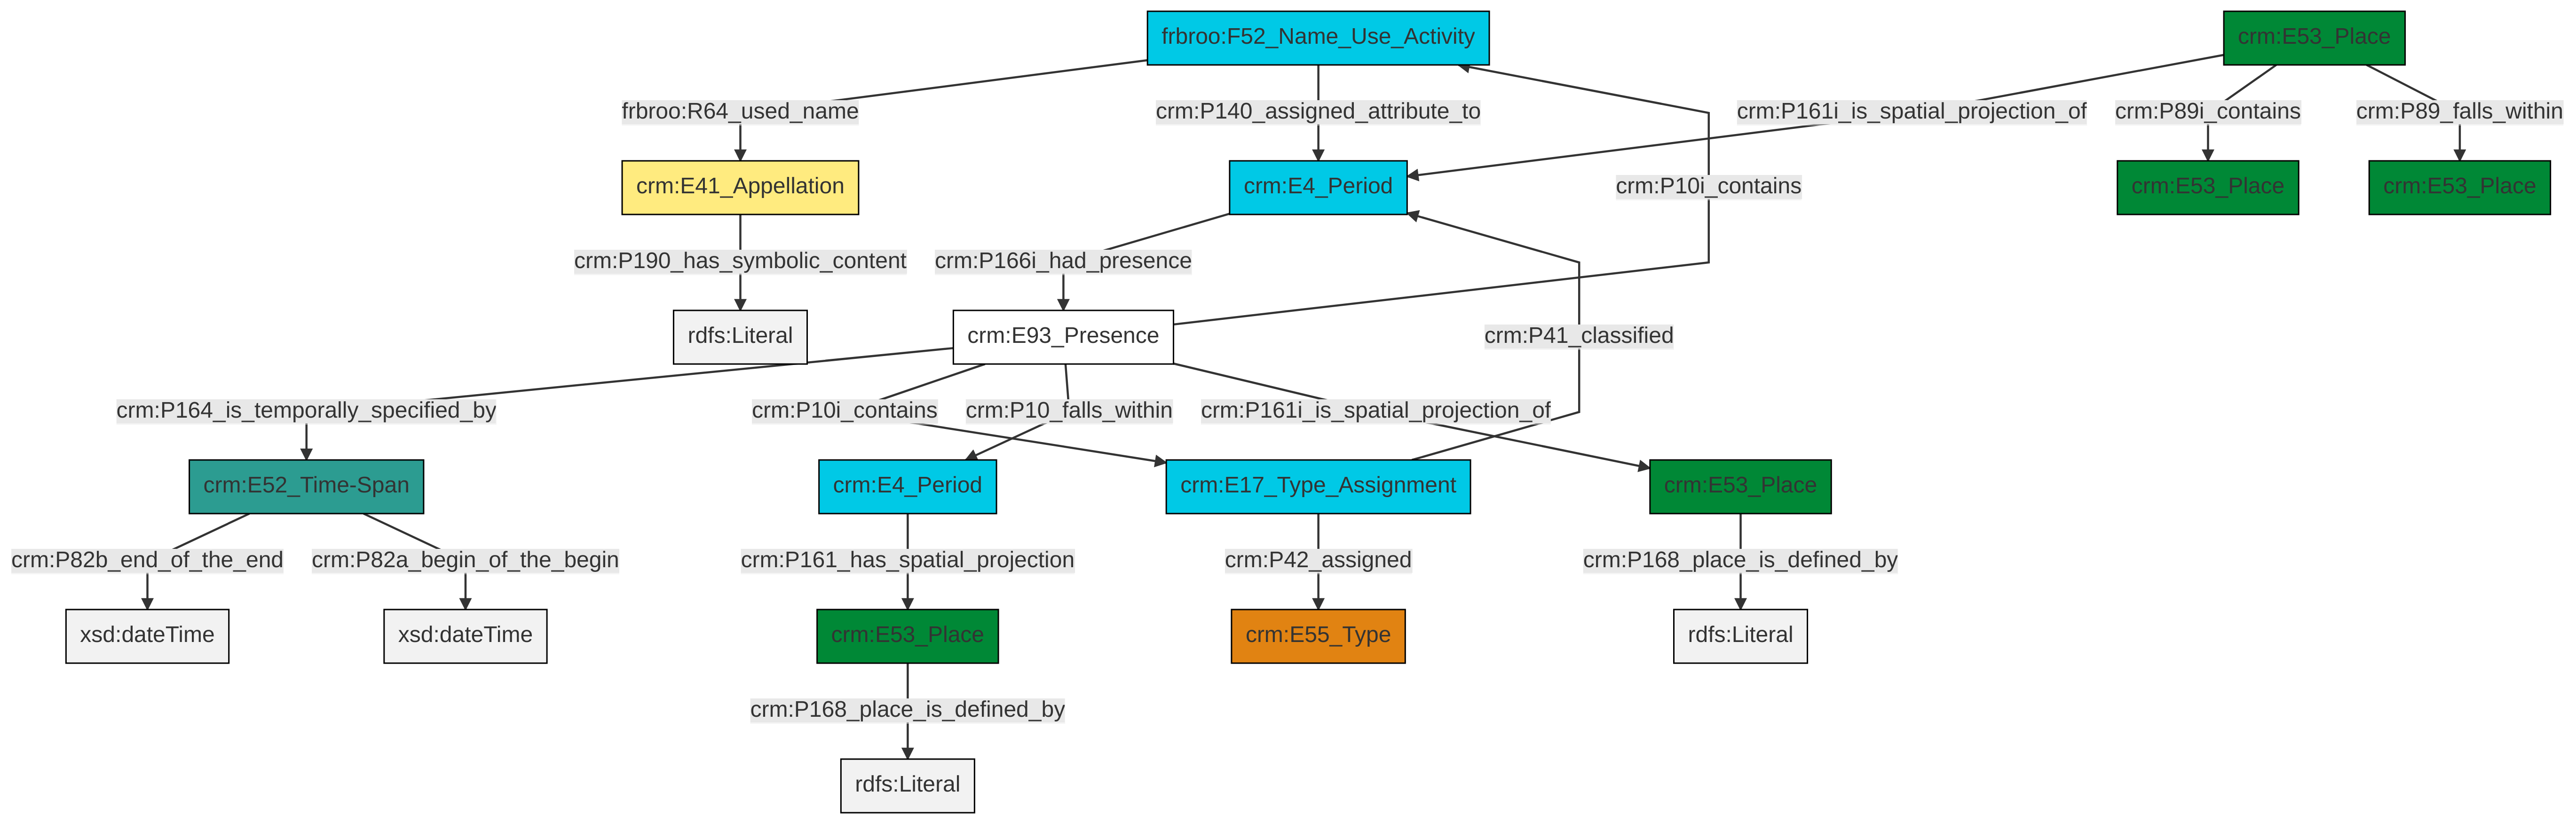 frbroo:F52_Name_Use_Activity
crm:E53_Place
frbroo:R64_used_name
crm:P140_assigned_attribute_to
crm:P161i_is_spatial_projection_of
crm:P89i_contains
crm:P89_falls_within
crm:E41_Appellation
crm:E4_Period
crm:P10i_contains
crm:E53_Place
crm:E53_Place
crm:P190_has_symbolic_content
crm:P166i_had_presence
rdfs:Literal
crm:E93_Presence
crm:P41_classified
crm:P164_is_temporally_specified_by
crm:P10i_contains
crm:P10_falls_within
crm:P161i_is_spatial_projection_of
crm:E52_Time-Span
crm:E4_Period
crm:E17_Type_Assignment
crm:E53_Place
crm:P82b_end_of_the_end
crm:P82a_begin_of_the_begin
crm:P161_has_spatial_projection
crm:P42_assigned
crm:P168_place_is_defined_by
xsd:dateTime
xsd:dateTime
crm:E53_Place
crm:E55_Type
rdfs:Literal
crm:P168_place_is_defined_by
rdfs:Literal